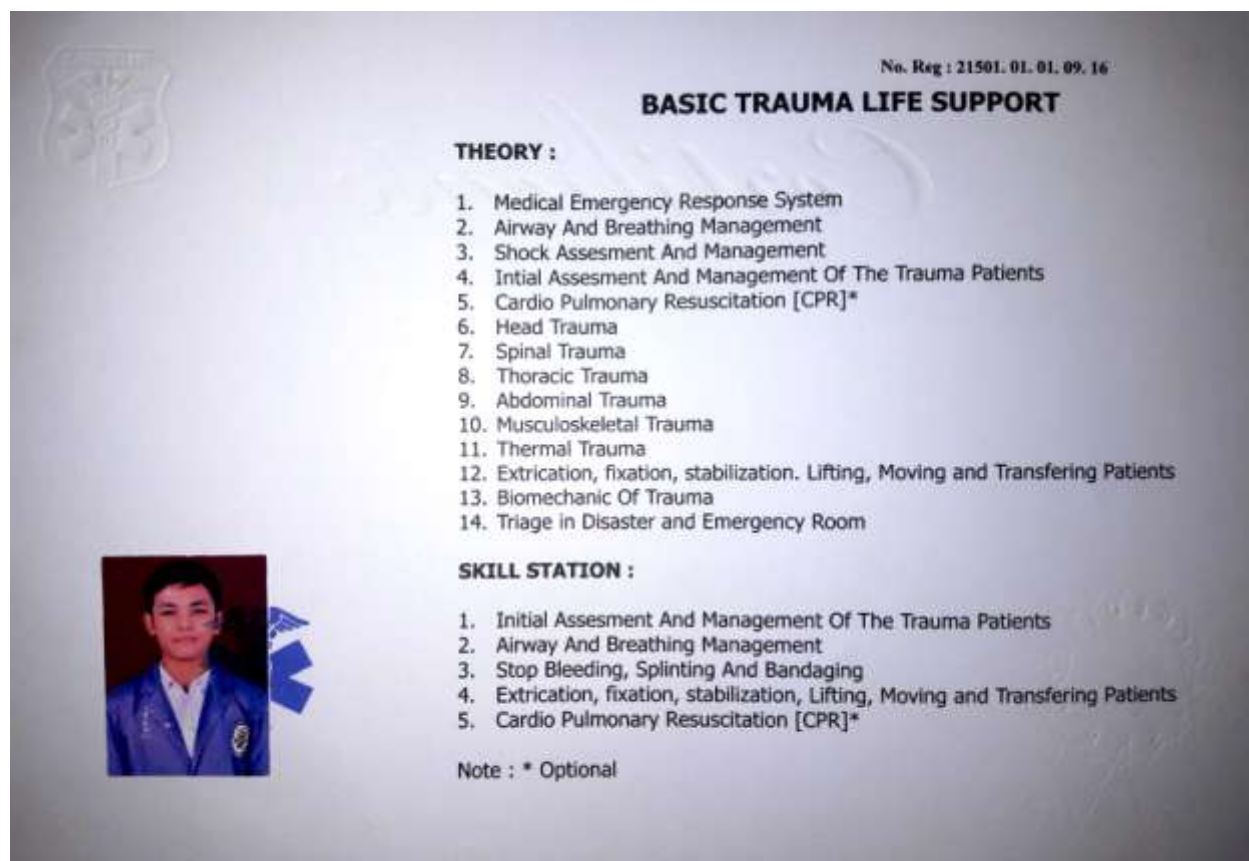 No. Reg : 21501. 01. 01. 09. 16
BASIC TRAUMA LIFE SUPPORT
THEORY :
1. Medical Emergency Response System
2. Airway And Breathing Management
3. Shock Assesment And Management
4. Intial Assesment And Management Of The Trauma Patients
5. Cardio Pulmonary Resuscitation [CPR]*
6. Head Trauma
7. Spinal Trauma
8. Thoracic Trauma
9. Abdominal Trauma
10. Musculoskeletal Trauma
11. Thermal Trauma
12. Extrication, fixation, stabilization. Lifting, Moving and Transfering Patients
13. Biomechanic Of Trauma
14. Triage in Disaster and Emergency Room
SKILL STATION :
1. Initial Assesment And Management Of The Trauma Patients
2. Airway And Breathing Management
3. Stop Bleeding, Splinting And Bandaging
4. Extrication, fixation, stabilization, Lifting, Moving and Transfering Patients
5. Cardio Pulmonary Resuscitation [CPR]*
Note : * Optional